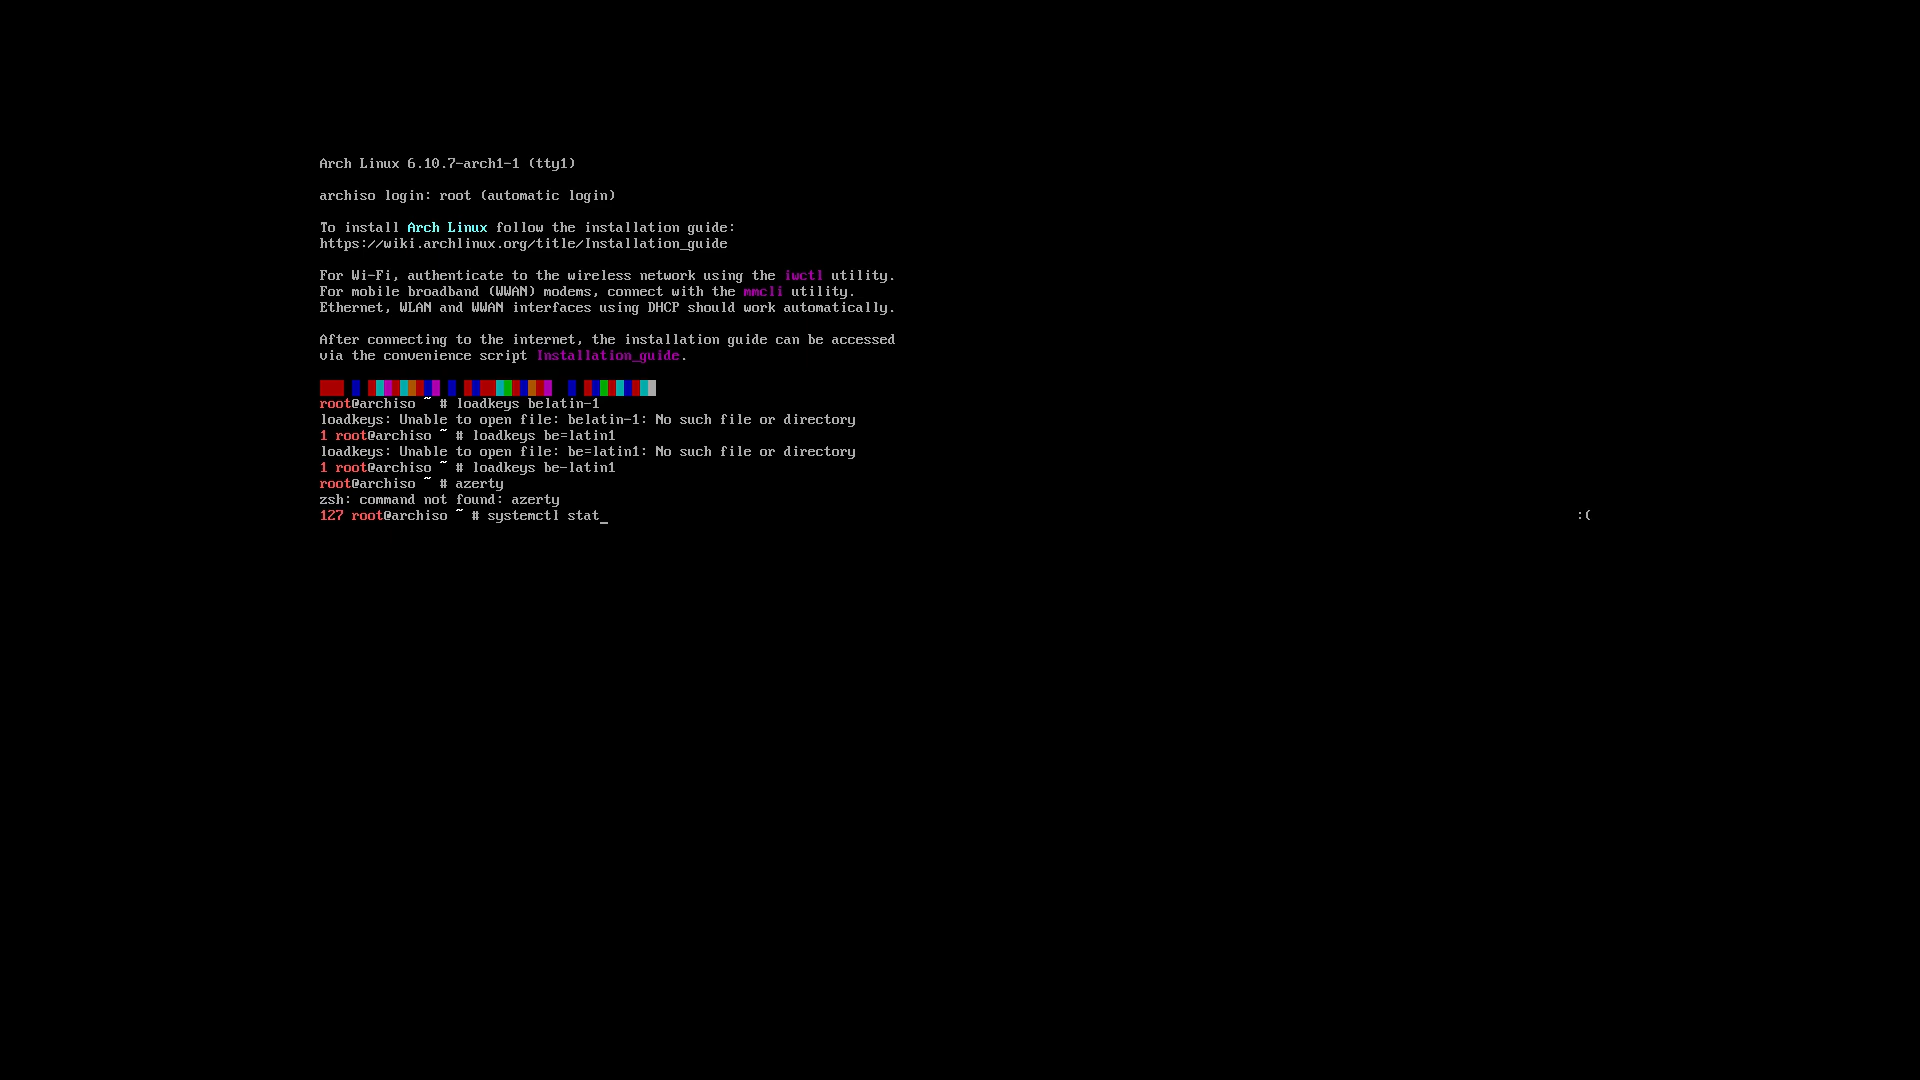 Arch Linux 6.10.7-arch1-1 (tty1)
archiso login: root (automatic login)
To install Arch Linux follow the installation guide:
https://wiki.archlinux.org/title/Installation_guide
For Wi-Fi, authenticate to the wireless network using the iwctl utility.
For mobile broadband (WWAN) modems, connect with the mmcli utility.
Ethernet, WLAN and WWAN interfaces using DHCP should work automatically.
After connecting to the internet, the installation guide can be accessed
via the convenience script Installation_guide.
root@archiso ~ # loadkeys belatin-1
loadkeys: Unable to open file: belatin-1: No such file or directory
1 root@archiso ~ # loadkeys be=latin1
loadkeys: Unable to open file: be=latin1: No such file or directory
1 root@archiso ~ # loadkeys be-latin1
root@archiso ~ # azerty
zsh: command not found: azerty
127 root@archiso ~ # systemctl stat_ :(